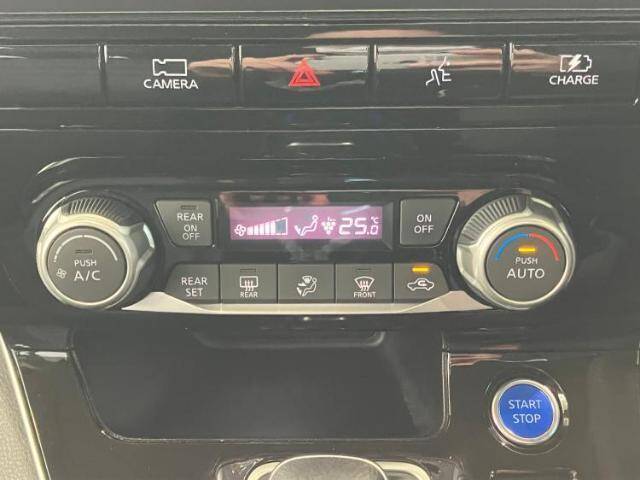 CAMERA
CHARGE
REAR
ON
OFF
25.0
°C
ON
OFF
PUSH
A/C
PUSH
AUTO
REAR
SET
REAR
FRONT
START
STOP